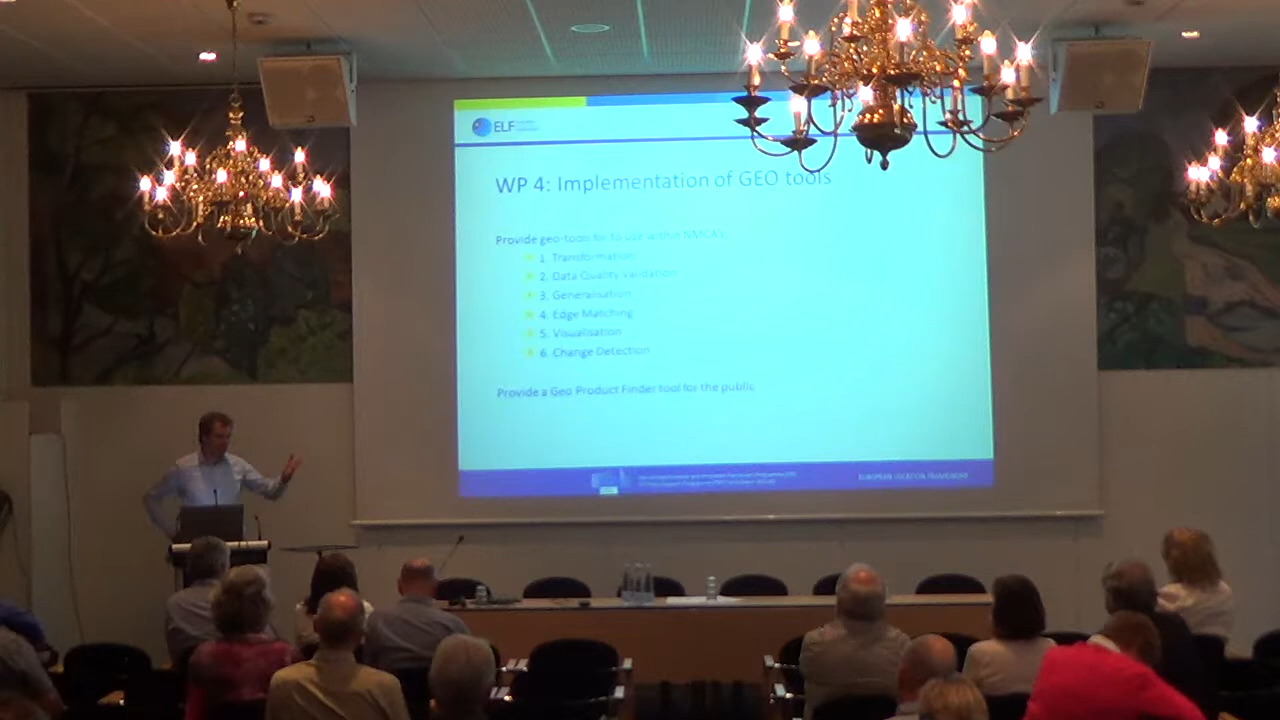 ELF
WP 4: Implementation of GEO tools
Provide geo-tools for to use within NMCA's:
1. Transformation
2. Data Quality Validation
3. Generalisation
4. Edge Matching
5. Visualisation
6. Change Detection
Provide a Geo Product Finder tool for the public
EUROPEAN LOCATION FRAMEWORK